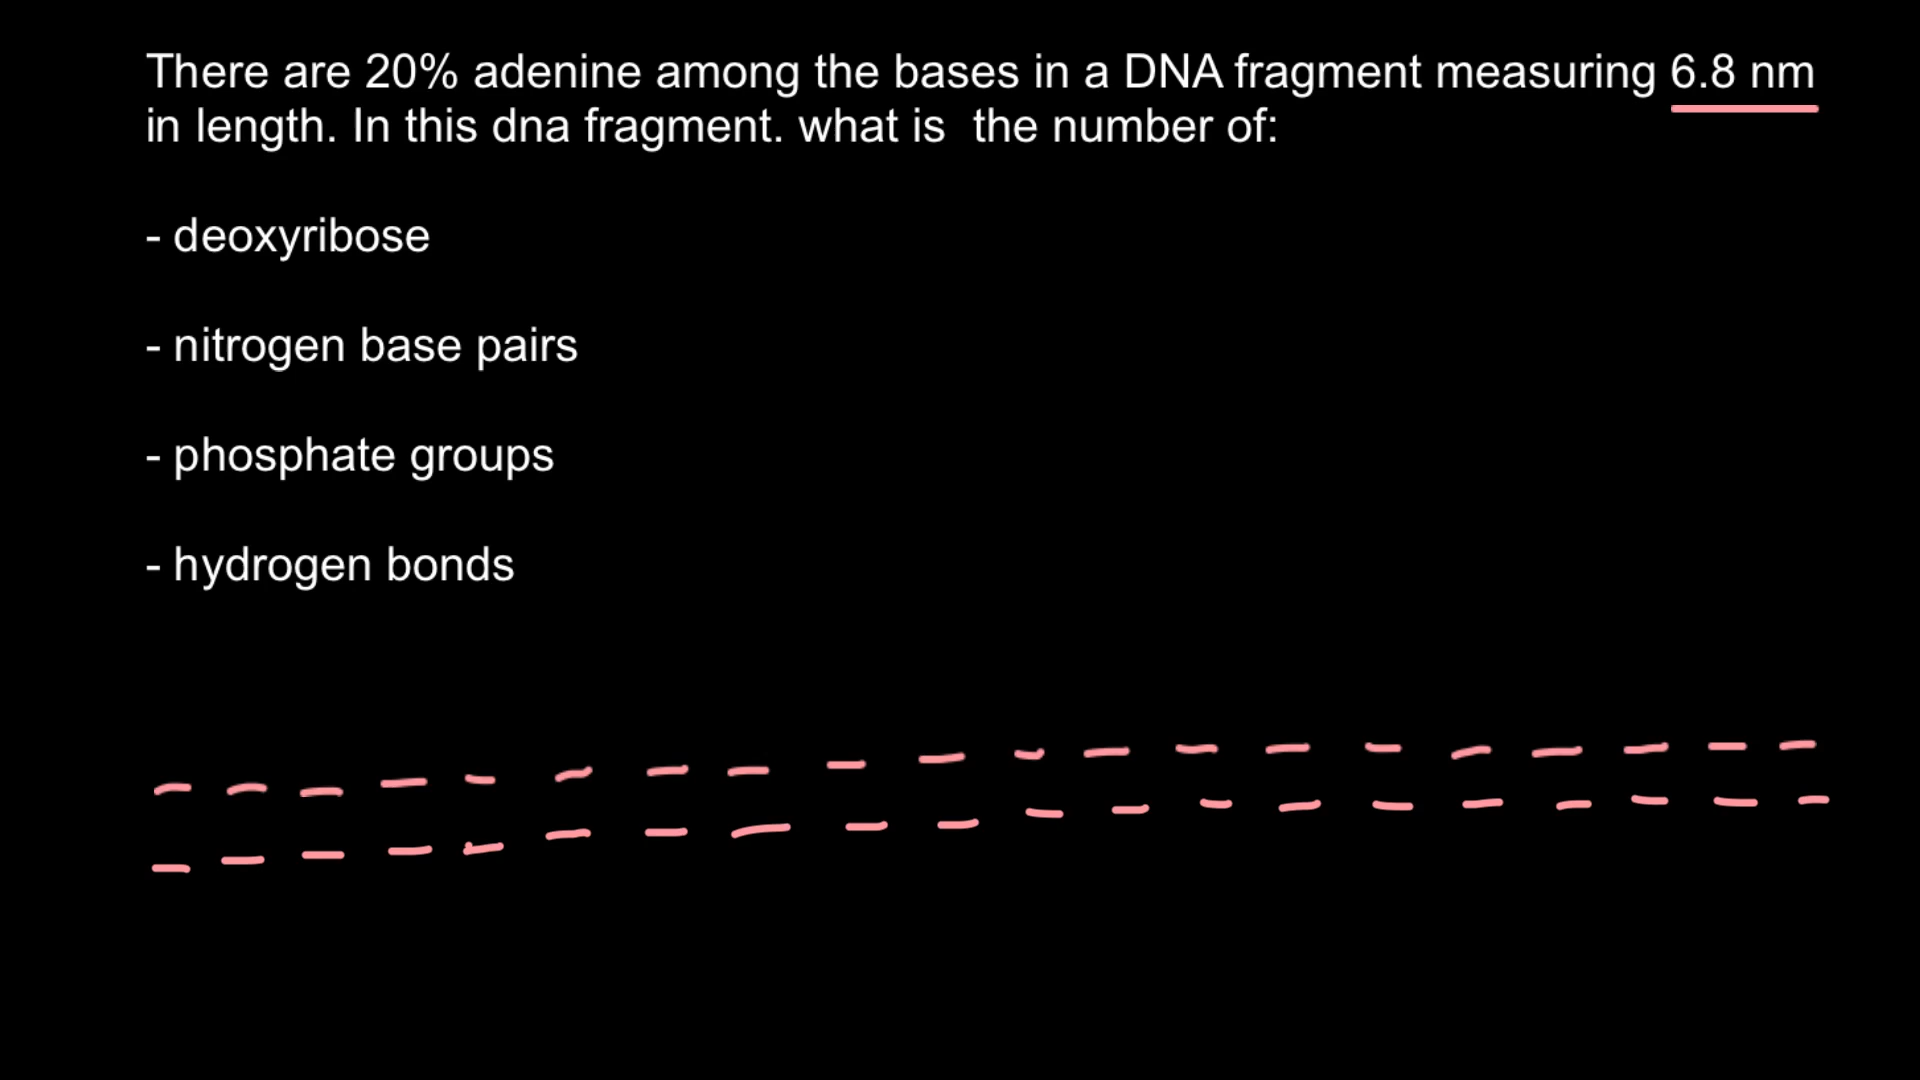 There are 20% adenine among the bases in a DNA fragment measuring 6.8 nm
in length. In this dna fragment. what is  the number of:
- deoxyribose
- nitrogen base pairs
- phosphate groups
- hydrogen bonds